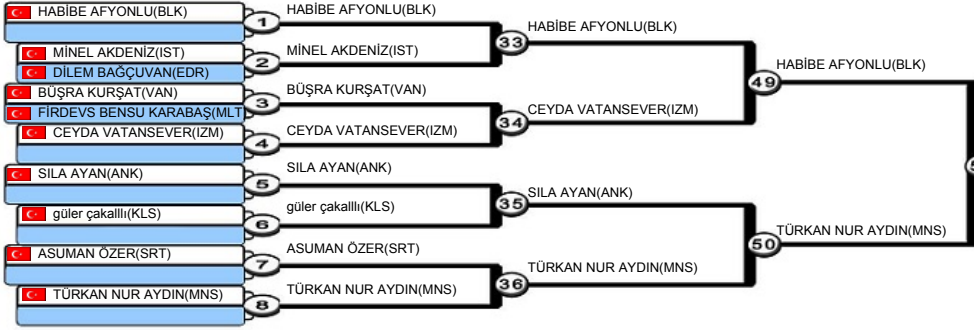 HABİBE AFYONLU(BLK)
1
HABİBE AFYONLU(BLK)
MİNEL AKDENİZ(IST)
DİLEM BAĞÇUVAN(EDR)
2
MİNEL AKDENİZ(IST)
33
HABİBE AFYONLU(BLK)
BÜŞRA KURŞAT(VAN)
FİRDEVS BENSU KARABAŞ(MLT
3
BÜŞRA KURŞAT(VAN)
CEYDA VATANSEVER(IZM)
4
CEYDA VATANSEVER(IZM)
34
CEYDA VATANSEVER(IZM)
49
HABİBE AFYONLU(BLK)
SILA AYAN(ANK)
5
SILA AYAN(ANK)
güler çakalllı(KLS)
6
güler çakalllı(KLS)
35
SILA AYAN(ANK)
ASUMAN ÖZER(SRT)
7
ASUMAN ÖZER(SRT)
TÜRKAN NUR AYDIN(MNS)
8
TÜRKAN NUR AYDIN(MNS)
36
TÜRKAN NUR AYDIN(MNS)
50
TÜRKAN NUR AYDIN(MNS)